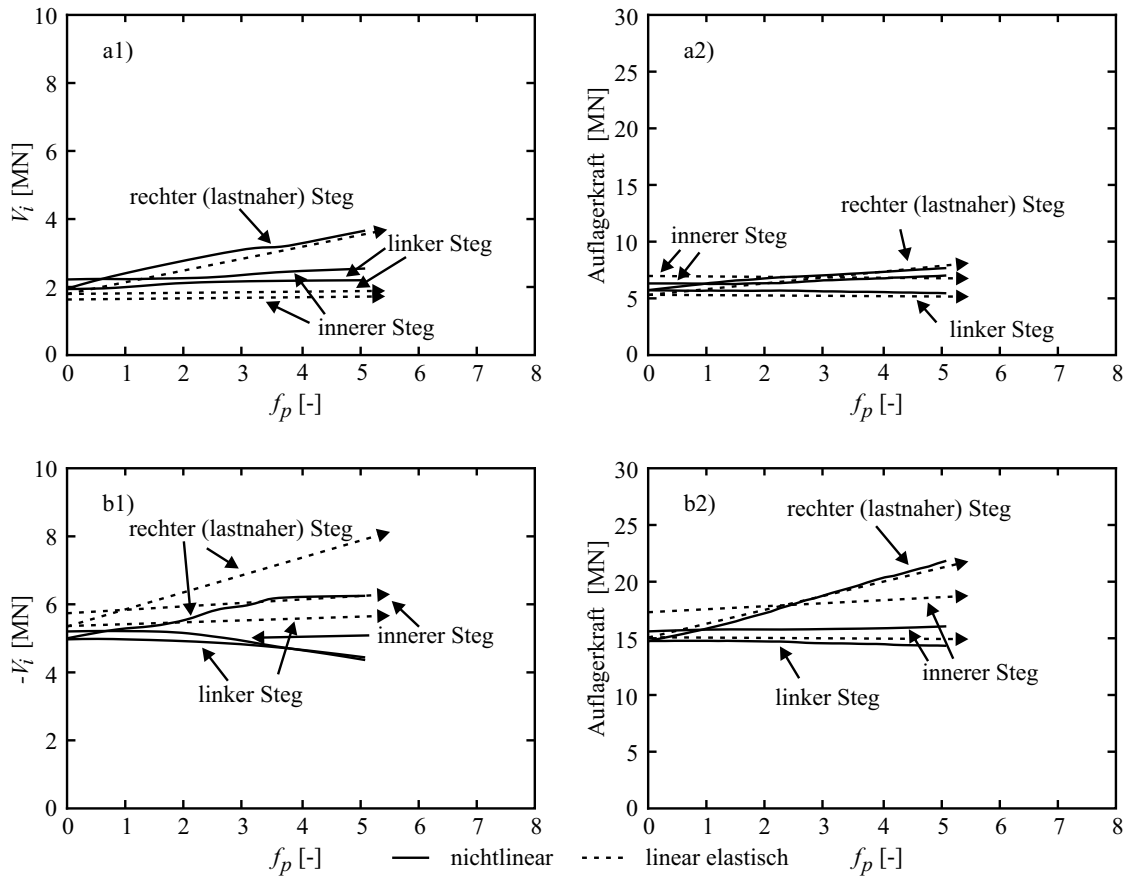 a1)
10
8
6
4
2
0
V_i [MN]
rechter (lastnaher) Steg
linker Steg
innerer Steg
0 1 2 3 4 5 6 7 8
f_p [-]
a2)
30
25
20
15
10
5
0
Auflagerkraft [MN]
rechter (lastnaher) Steg
innerer Steg
linker Steg
0 1 2 3 4 5 6 7 8
f_p [-]
b1)
10
8
6
4
2
0
-V_i [MN]
rechter (lastnaher) Steg
innerer Steg
linker Steg
0 1 2 3 4 5 6 7 8
f_p [-]
b2)
30
25
20
15
10
5
0
Auflagerkraft [MN]
rechter (lastnaher) Steg
innerer Steg
linker Steg
0 1 2 3 4 5 6 7 8
f_p [-]
nichtlinear
linear elastisch